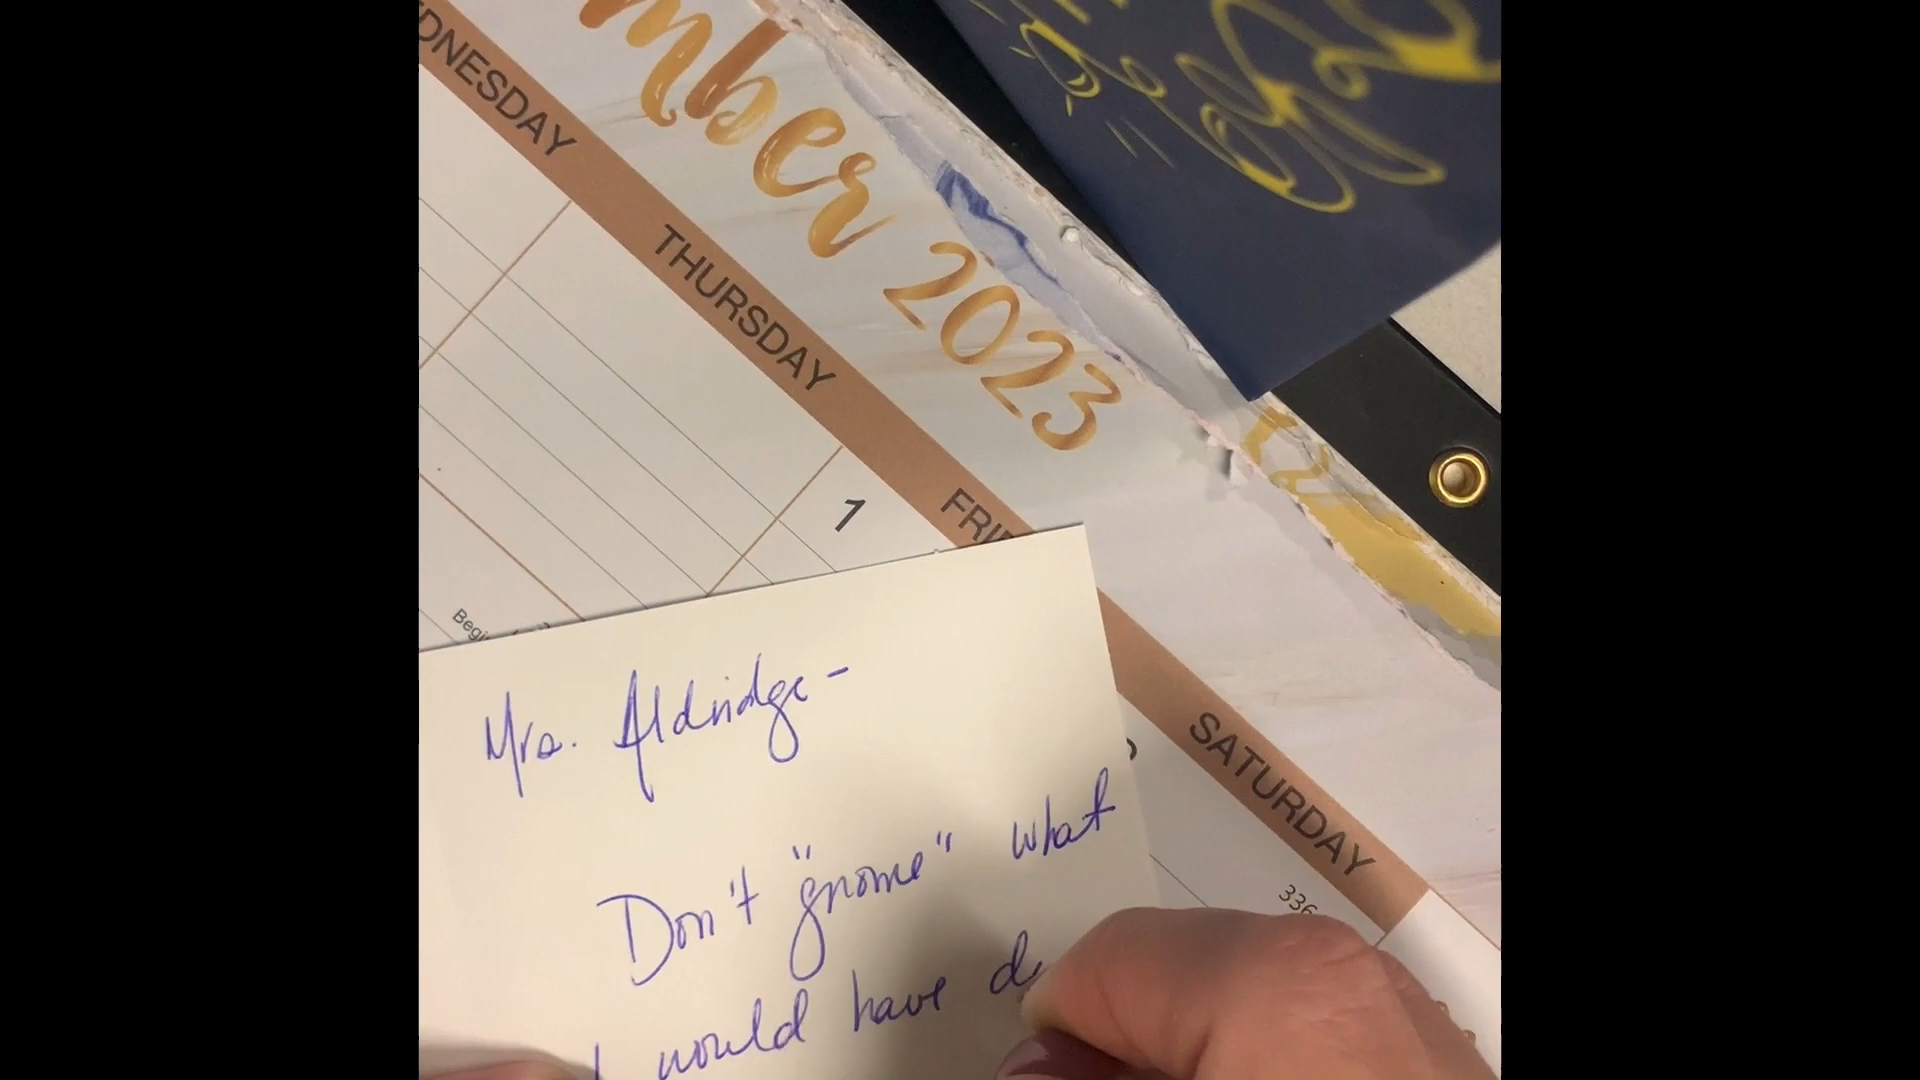 mber 2023
DNESDAY
THURSDAY
FRI
SATURDAY
1
336
Mrs. Aldridge -
Don't "gnome" what
I would have d